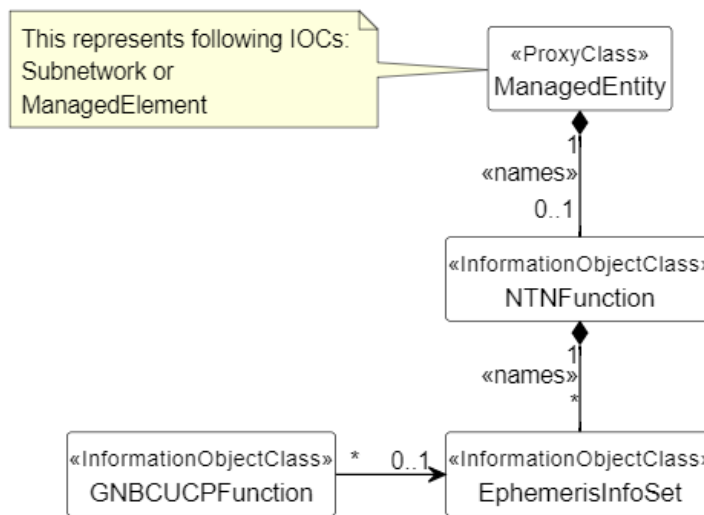 This represents following IOCs:
Subnetwork or
ManagedElement
«ProxyClass»
ManagedEntity
1
«names»
0..1
«InformationObjectClass»
NTNFunction
1
«names»
*
«InformationObjectClass»
GNBCUCPFunction
* 0..1
«InformationObjectClass»
EphemerisInfoSet